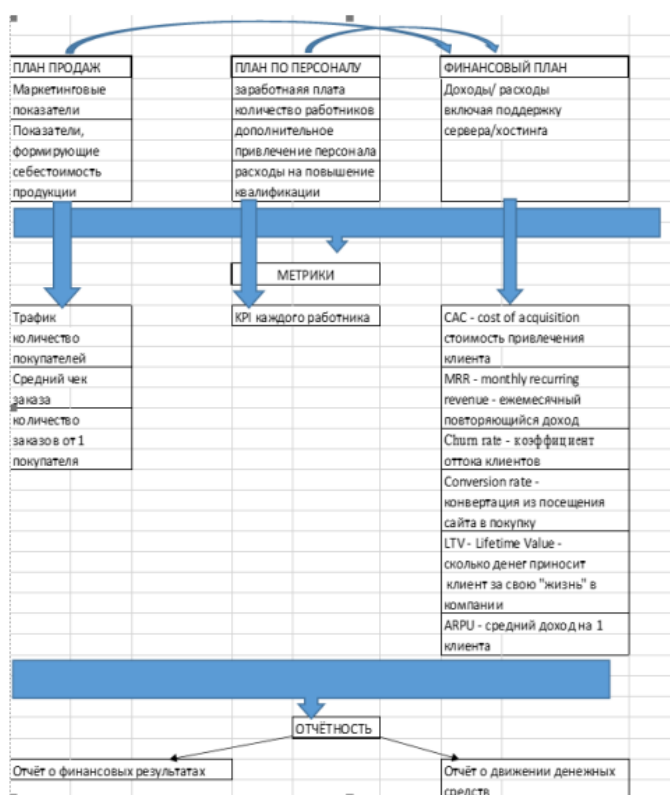 ПЛАН ПРОДАЖ
Маркетинговые
показатели
Показатели,
формирующие
себестоимость
продукции
ПЛАН ПО ПЕРСОНАЛУ
заработнаяя плата
количество работников
дополнительное
привлечение персонала
расходы на повышение
квалификации
ФИНАНСОВЫЙ ПЛАН
Доходы/ расходы
включая поддержку
сервера/хостинга
МЕТРИКИ
Трафик
количество
покупателей
Средний чек
заказа
количество
заказов от 1
покупателя
KPI каждого работника
CAC - cost of acquisition
стоимость привлечения
клиента
MRR - monthly recurring
revenue - ежемесячный
повторяющийся доход
Churn rate - коэффициент
оттока клиентов
Conversion rate -
конвертация из посещения
сайта в покупку
LTV - Lifetime Value -
сколько денег приносит
клиент за свою "жизнь" в
компании
ARPU - средний доход на 1
клиента
ОТЧЁТНОСТЬ
Отчёт о финансовых результатах
Отчёт о движении денежных
средств